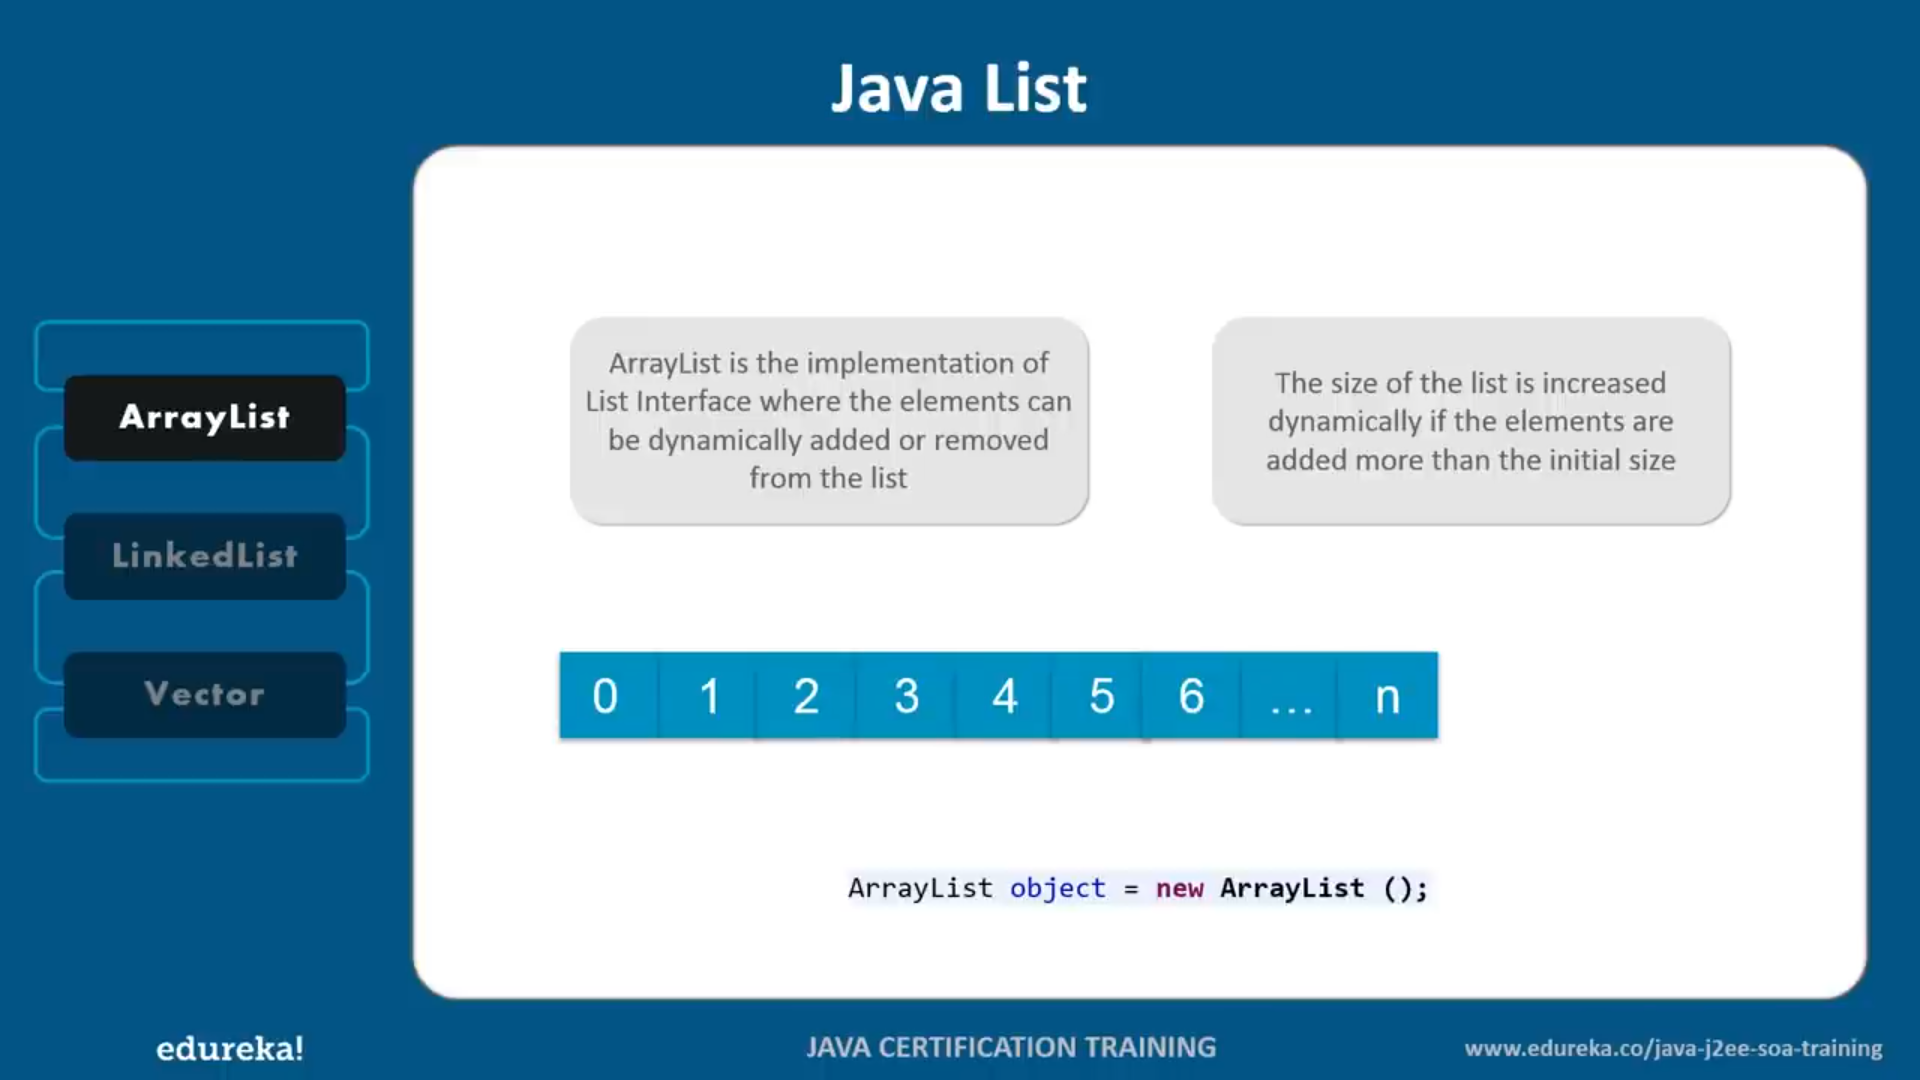 Java List
ArrayList
LinkedList
Vector
ArrayList is the implementation of
List Interface where the elements can
be dynamically added or removed
from the list
The size of the list is increased
dynamically if the elements are
added more than the initial size
0 1 2 3 4 5 6 ... n
ArrayList object = new ArrayList ();
edureka!
JAVA CERTIFICATION TRAINING
www.edureka.co/java-j2ee-soa-training